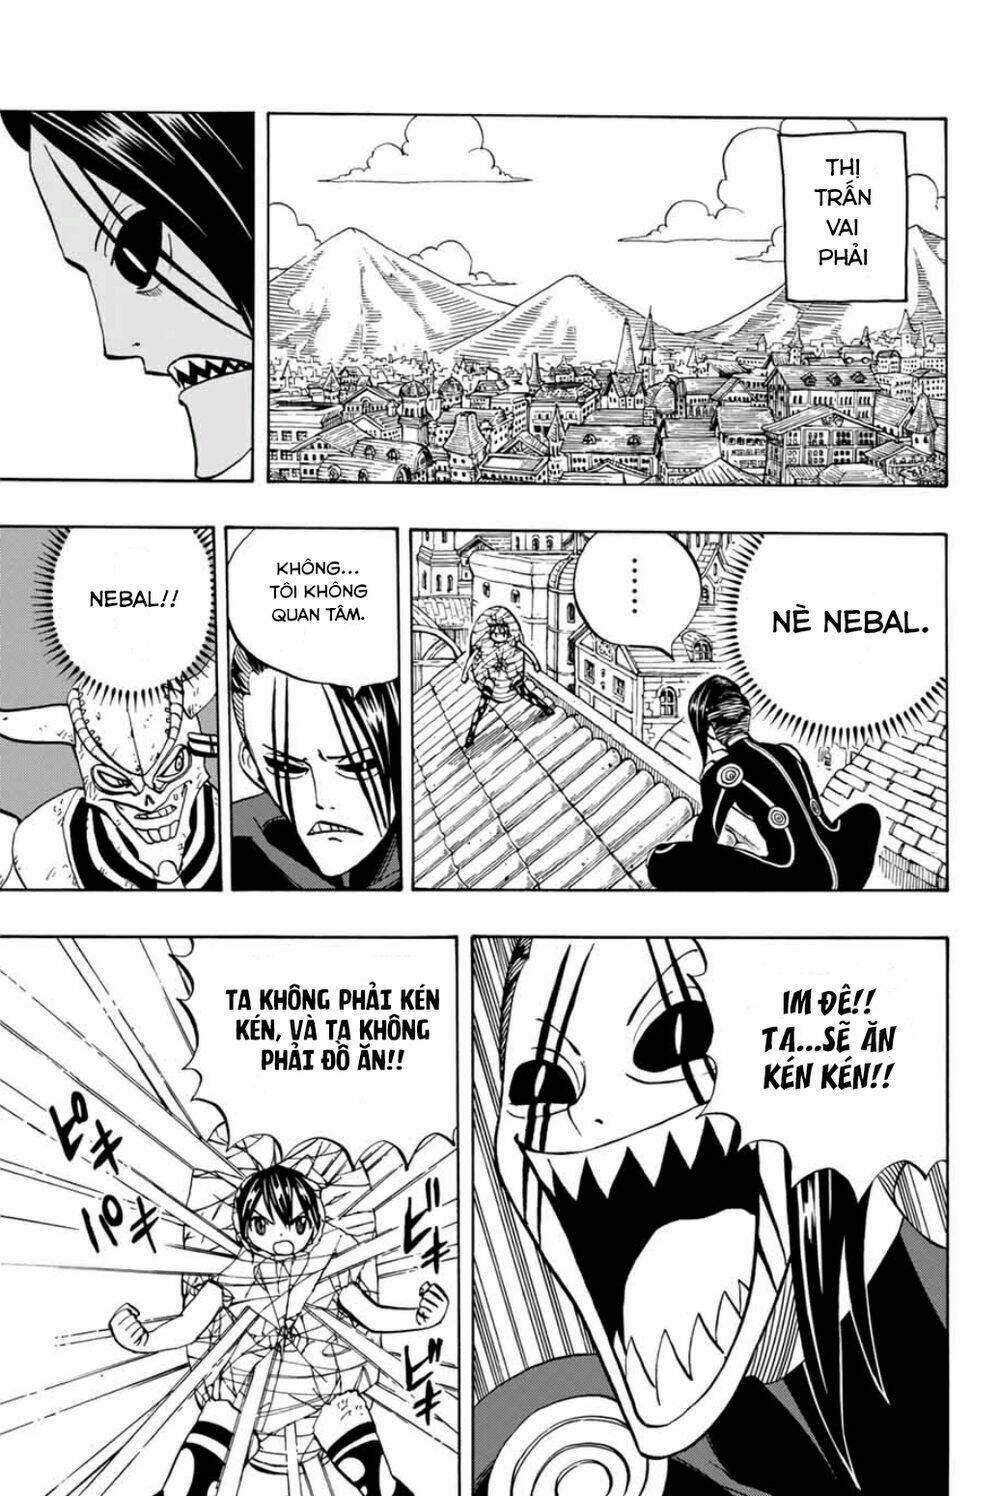 THỊ
TRẤN
VAI
PHẢI
NÈ NEBAL.
......
KHÔNG...
TÔI KHÔNG
QUAN TÂM.
NEBAL!!
IM ĐÊ!!
TA...SẼ ĂN
KÉN KÉN!!
TA KHÔNG PHẢI KÉN
KÉN, VÀ TA KHÔNG
PHẢI ĐỒ ĂN!!
ピキ
パキ
ビキ
ビキ